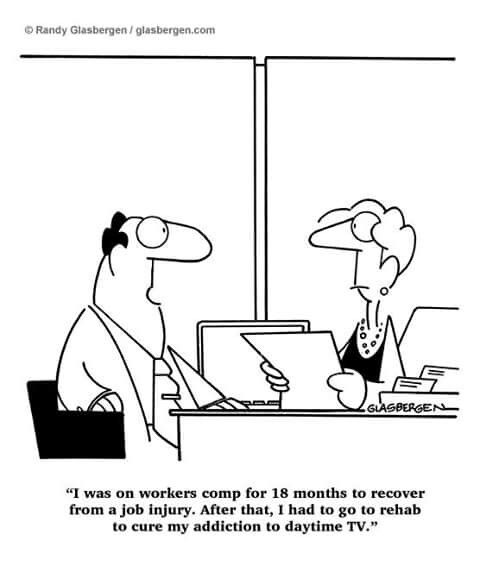 © Randy Glasbergen / glasbergen.com
GLASBERGEN
“I was on workers comp for 18 months to recover
from a job injury. After that, I had to go to rehab
to cure my addiction to daytime TV.”